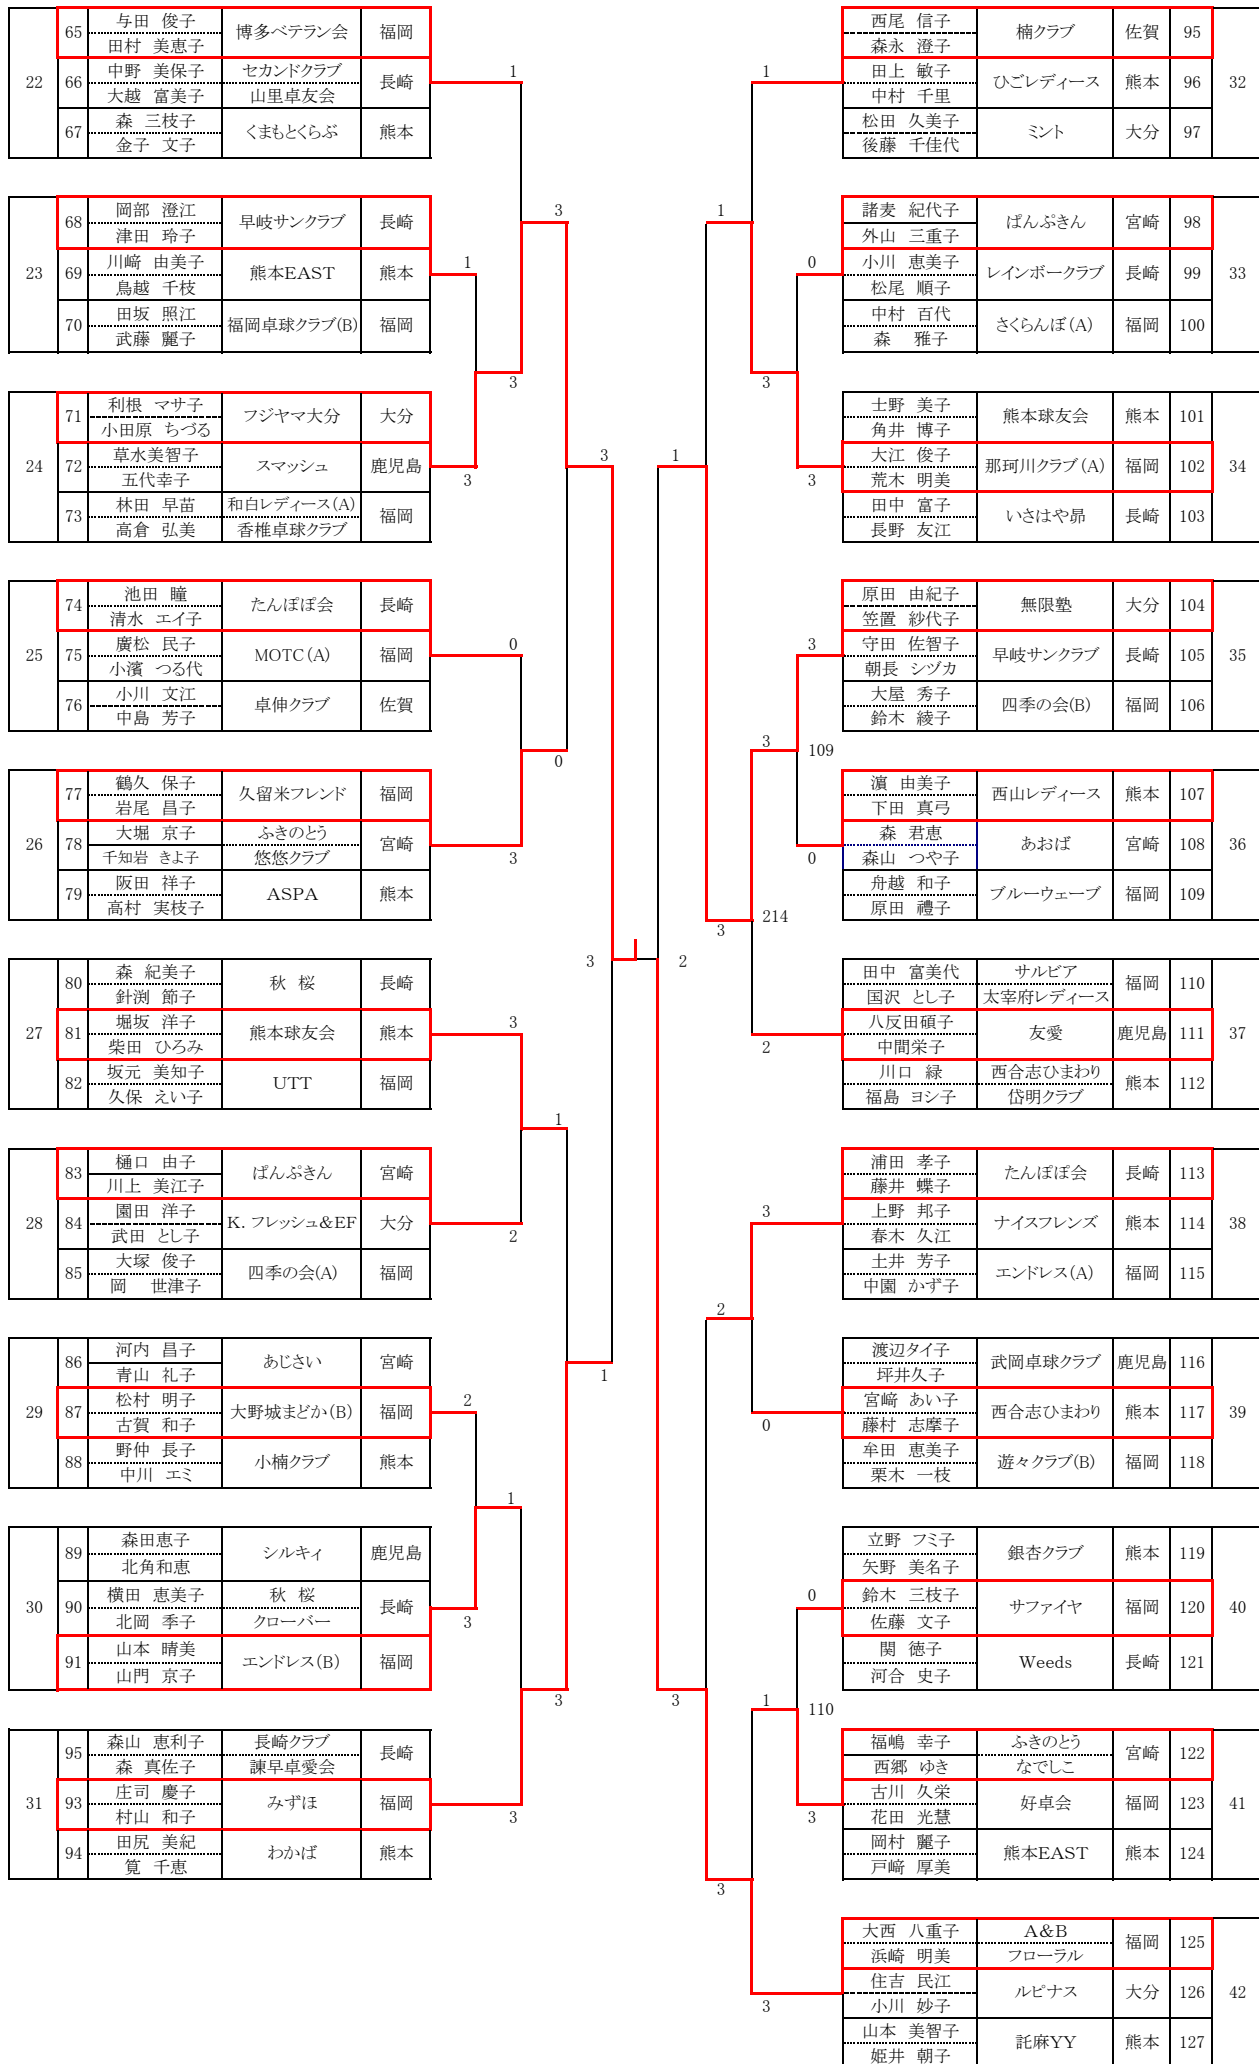 22
65 与田 俊子 博多ベテラン会 福岡
田村 美恵子
66 中野 美保子 セカンドクラブ 長崎
大越 富美子 山里卓友会
67 森 三枝子 くまもとくらぶ 熊本
金子 文子
1
23
68 岡部 澄江 早岐サンクラブ 長崎
津田 玲子
69 川﨑 由美子 熊本EAST 熊本
鳥越 千枝
70 田坂 照江 福岡卓球クラブ(B) 福岡
武藤 麗子
3
1
3
24
71 利根 マサ子 フジヤマ大分 大分
小田原 ちづる
72 草水美智子 スマッシュ 鹿児島
五代幸子
73 林田 早苗 和白レディース(A) 福岡
高倉 弘美 香椎卓球クラブ
3
3
25
74 池田 瞳 たんぽぽ会 長崎
清水 エイ子
75 廣松 民子 MOTC(A) 福岡
小濱 つる代
76 小川 文江 卓伸クラブ 佐賀
中島 芳子
0
0
26
77 鶴久 保子 久留米フレンド 福岡
岩尾 昌子
78 大堀 京子 ふきのとう 宮崎
千知岩 きよ子 悠悠クラブ
79 阪田 祥子 ASPA 熊本
高村 実枝子
3
3
27
80 森 紀美子 秋 桜 長崎
針渕 節子
81 堀坂 洋子 熊本球友会 熊本
柴田 ひろみ
82 坂元 美知子 UTT 福岡
久保 えい子
3
1
28
83 樋口 由子 ぱんぷきん 宮崎
川上 美江子
84 園田 洋子 K. フレッシュ&EF 大分
武田 とし子
85 大塚 俊子 四季の会(A) 福岡
岡 世津子
2
1
29
86 河内 昌子 あじさい 宮崎
青山 礼子
87 松村 明子 大野城まどか(B) 福岡
古賀 和子
88 野仲 長子 小楠クラブ 熊本
中川 エミ
2
1
30
89 森田恵子 シルキィ 鹿児島
北角和恵
90 横田 恵美子 秋 桜 長崎
北岡 季子 クローバー
91 山本 晴美 エンドレス(B) 福岡
山門 京子
3
3
31
95 森山 恵利子 長崎クラブ 長崎
森 真佐子 諫早卓愛会
93 庄司 慶子 みずほ 福岡
村山 和子
94 田尻 美紀 わかば 熊本
筧 千恵
3
1
西尾 信子 楠クラブ 佐賀 95
森永 澄子
田上 敏子 ひごレディース 熊本 96
中村 千里
松田 久美子 ミント 大分 97
後藤 千佳代
32
1
0
3
諸麦 紀代子 ぱんぷきん 宮崎 98
外山 三重子
小川 恵美子 レインボークラブ 長崎 99
松尾 順子
中村 百代 さくらんぼ(A) 福岡 100
森 雅子
33
1
3
士野 美子 熊本球友会 熊本 101
角井 博子
大江 俊子 那珂川クラブ(A) 福岡 102
荒木 明美
田中 富子 いさはや昴 長崎 103
長野 友江
34
3
3
109
原田 由紀子 無限塾 大分 104
笠置 紗代子
守田 佐智子 早岐サンクラブ 長崎 105
朝長 シヅカ
大屋 秀子 四季の会(B) 福岡 106
鈴木 綾子
35
0
214
3
濵 由美子 西山レディース 熊本 107
下田 真弓
森 君恵 あおば 宮崎 108
森山 つや子
舟越 和子 ブルーウェーブ 福岡 109
原田 禮子
36
2
2
田中 富美代 サルビア 福岡 110
国沢 とし子 太宰府レディース
八反田碩子 友愛 鹿児島 111
中間栄子
川口 緑 西合志ひまわり 熊本 112
福島 ヨシ子 岱明クラブ
37
3
2
浦田 孝子 たんぽぽ会 長崎 113
藤井 蝶子
上野 邦子 ナイスフレンズ 熊本 114
春木 久江
土井 芳子 エンドレス(A) 福岡 115
中園 かず子
38
0
渡辺タイ子 武岡卓球クラブ 鹿児島 116
坪井久子
宮﨑 あい子 西合志ひまわり 熊本 117
藤村 志摩子
牟田 恵美子 遊々クラブ(B) 福岡 118
栗木 一枝
39
0
3
1
110
立野 フミ子 銀杏クラブ 熊本 119
矢野 美名子
鈴木 三枝子 サファイヤ 福岡 120
佐藤 文子
関 徳子 Weeds 長崎 121
河合 史子
40
3
3
福嶋 幸子 ふきのとう 宮崎 122
西郷 ゆき なでしこ
古川 久栄 好卓会 福岡 123
花田 光慧
岡村 麗子 熊本EAST 熊本 124
戸﨑 厚美
41
3
大西 八重子 A&B 福岡 125
浜崎 明美 フローラル
住吉 民江 ルピナス 大分 126
小川 妙子
山本 美智子 託麻YY 熊本 127
姫井 朝子
42